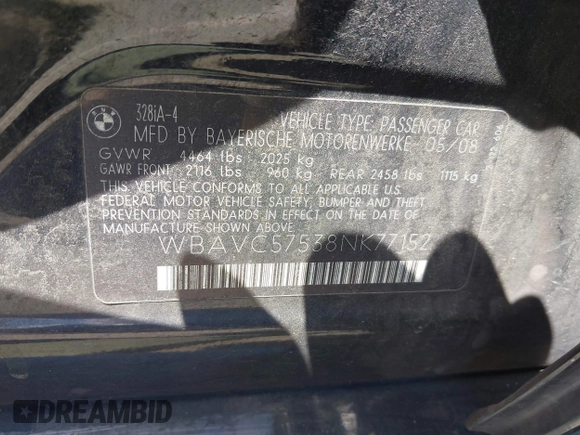 BMW
328iA-4
VEHICLE TYPE: PASSENGER CAR
MFD BY BAYERISCHE MOTORENWERKE 05/08
GVWR 4464 lbs 2025 kg
GAWR FRONT: 2116 lbs 960 kg REAR 2458 lbs 1115 kg
THIS VEHICLE CONFORMS TO ALL APPLICABLE U.S.
FEDERAL MOTOR VEHICLE SAFETY, BUMPER AND THEFT
PREVENTION STANDARDS IN EFFECT ON THE DATE OF
MANUFACTURE SHOWN ABOVE
WBAVC57538NK77152
DREAMBID